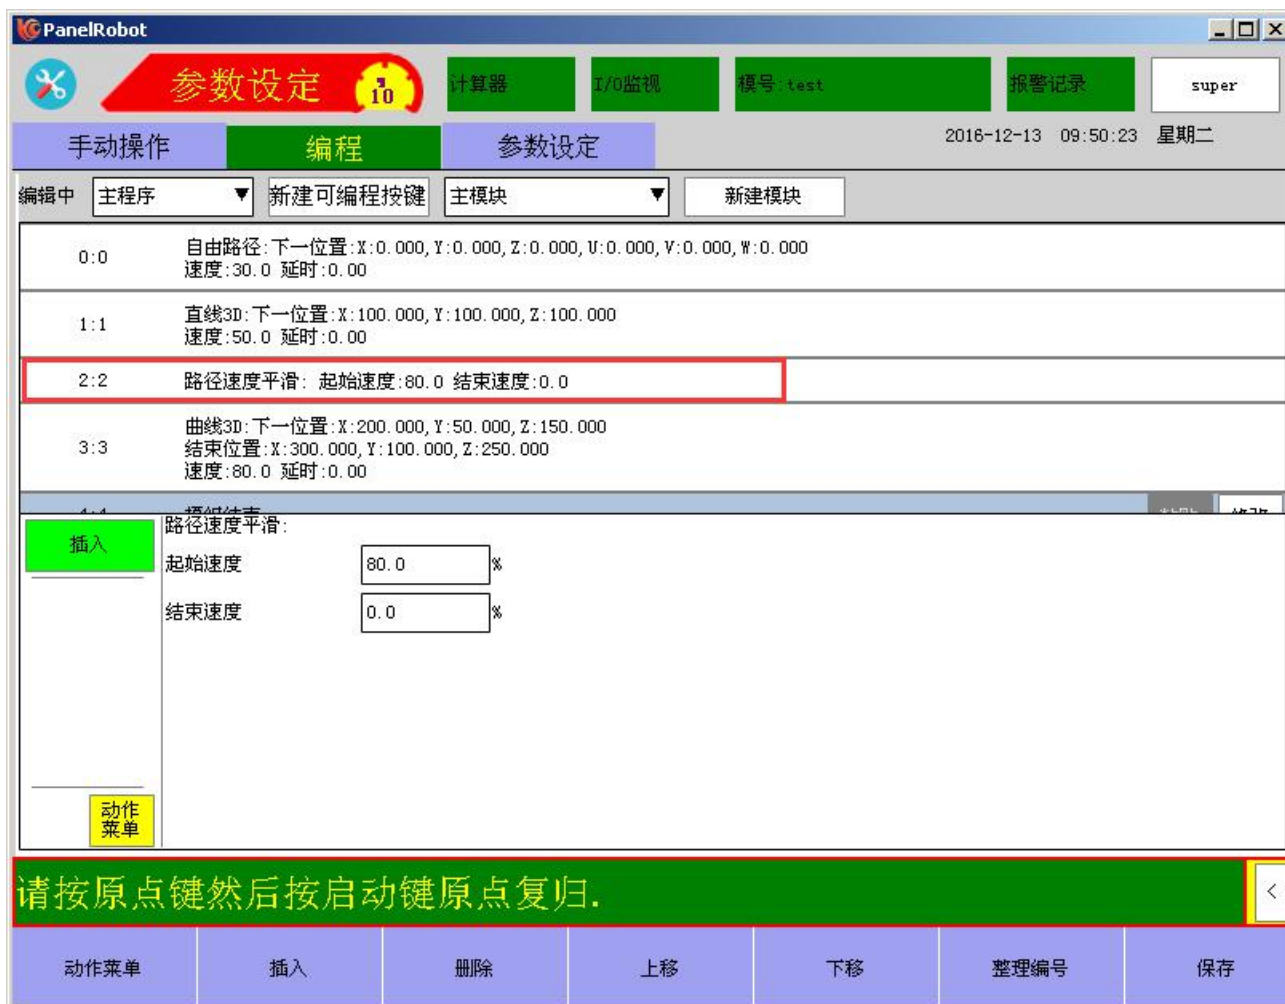 PanelRobot
参数设定 10 计算器 I/O监视 模号:test 报警记录 super
手动操作 编程 参数设定 2016-12-13 09:50:23 星期二
编辑中 主程序 新建可编程按键 主模块 新建模块
0:0 自由路径:下一位置:X:0.000,Y:0.000,Z:0.000,U:0.000,V:0.000,W:0.000
速度:30.0 延时:0.00
1:1 直线3D:下一位置:X:100.000,Y:100.000,Z:100.000
速度:50.0 延时:0.00
2:2 路径速度平滑: 起始速度:80.0 结束速度:0.0
3:3 曲线3D:下一位置:X:200.000,Y:50.000,Z:150.000
结束位置:X:300.000,Y:100.000,Z:250.000
速度:80.0 延时:0.00
插入 路径速度平滑:
起始速度 80.0 %
结束速度 0.0 %
动作
菜单
请按原点键然后按启动键原点复归. <
动作菜单 插入 删除 上移 下移 整理编号 保存